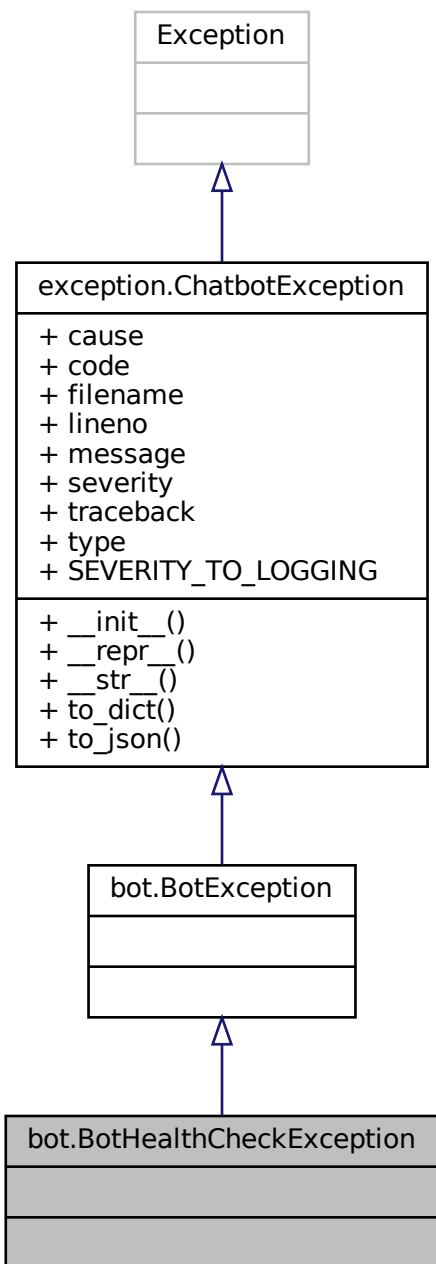 Exception
exception.ChatbotException
+ cause
+ code
+ filename
+ lineno
+ message
+ severity
+ traceback
+ type
+ SEVERITY_TO_LOGGING
+ __init__()
+ __repr__()
+ __str__()
+ to_dict()
+ to_json()
bot.BotException
bot.BotHealthCheckException